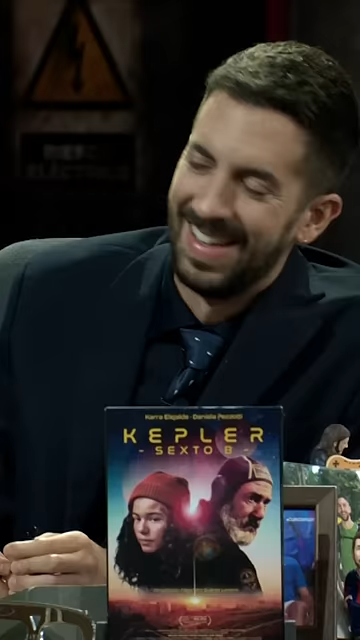 RIESGO
ELÉCTRICO
Karra Elejalde · Daniela Pezzotti
KEPLER
- SEXTO B -